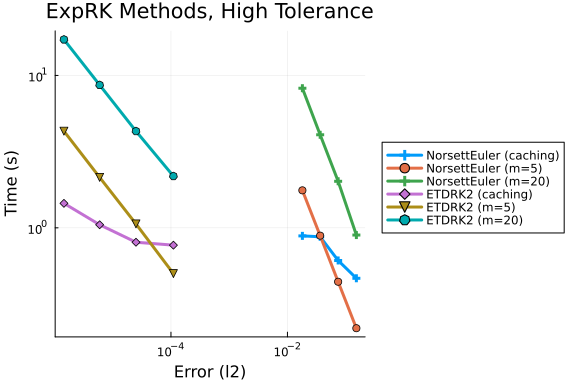 ExpRK Methods, High Tolerance
Time (s)
10¹
10⁰
10⁻⁴
10⁻²
Error (l2)
NorsettEuler (caching)
NorsettEuler (m=5)
NorsettEuler (m=20)
ETDRK2 (caching)
ETDRK2 (m=5)
ETDRK2 (m=20)